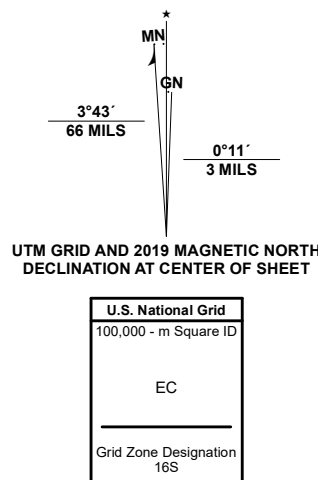 MN
GN
3°43´
66 MILS
0°11´
3 MILS
UTM GRID AND 2019 MAGNETIC NORTH
DECLINATION AT CENTER OF SHEET
U.S. National Grid
100,000 - m Square ID
EC
Grid Zone Designation
16S